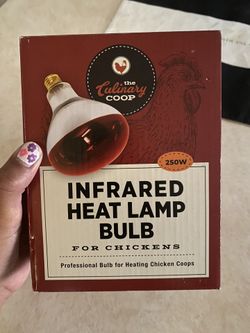 the
Culinary
COOP
250W
INFRARED
HEAT LAMP
BULB
FOR CHICKENS
Professional Bulb for Heating Chicken Coops